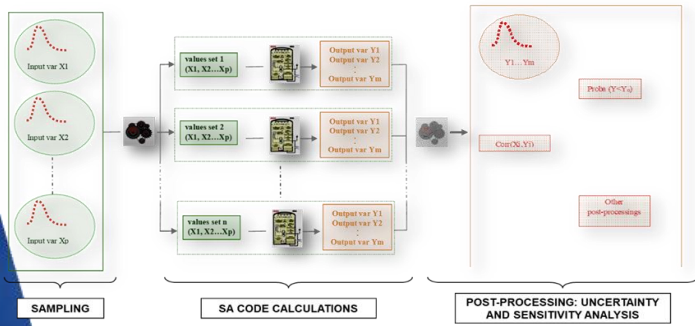 Input var X1
Input var X2
Input var Xp
SAMPLING
values set 1
(X1, X2...Xp)
Output var Y1
Output var Y2
:
Output var Ym
values set 2
(X1, X2...Xp)
Output var Y1
Output var Y2
:
Output var Ym
values set n
(X1, X2...Xp)
Output var Y1
Output var Y2
:
Output var Ym
SA CODE CALCULATIONS
Y1...Ym
Proba (Y<Y₀)
Corr(Xi,Yj)
Other
post-processings
POST-PROCESSING: UNCERTAINTY
AND SENSITIVITY ANALYSIS